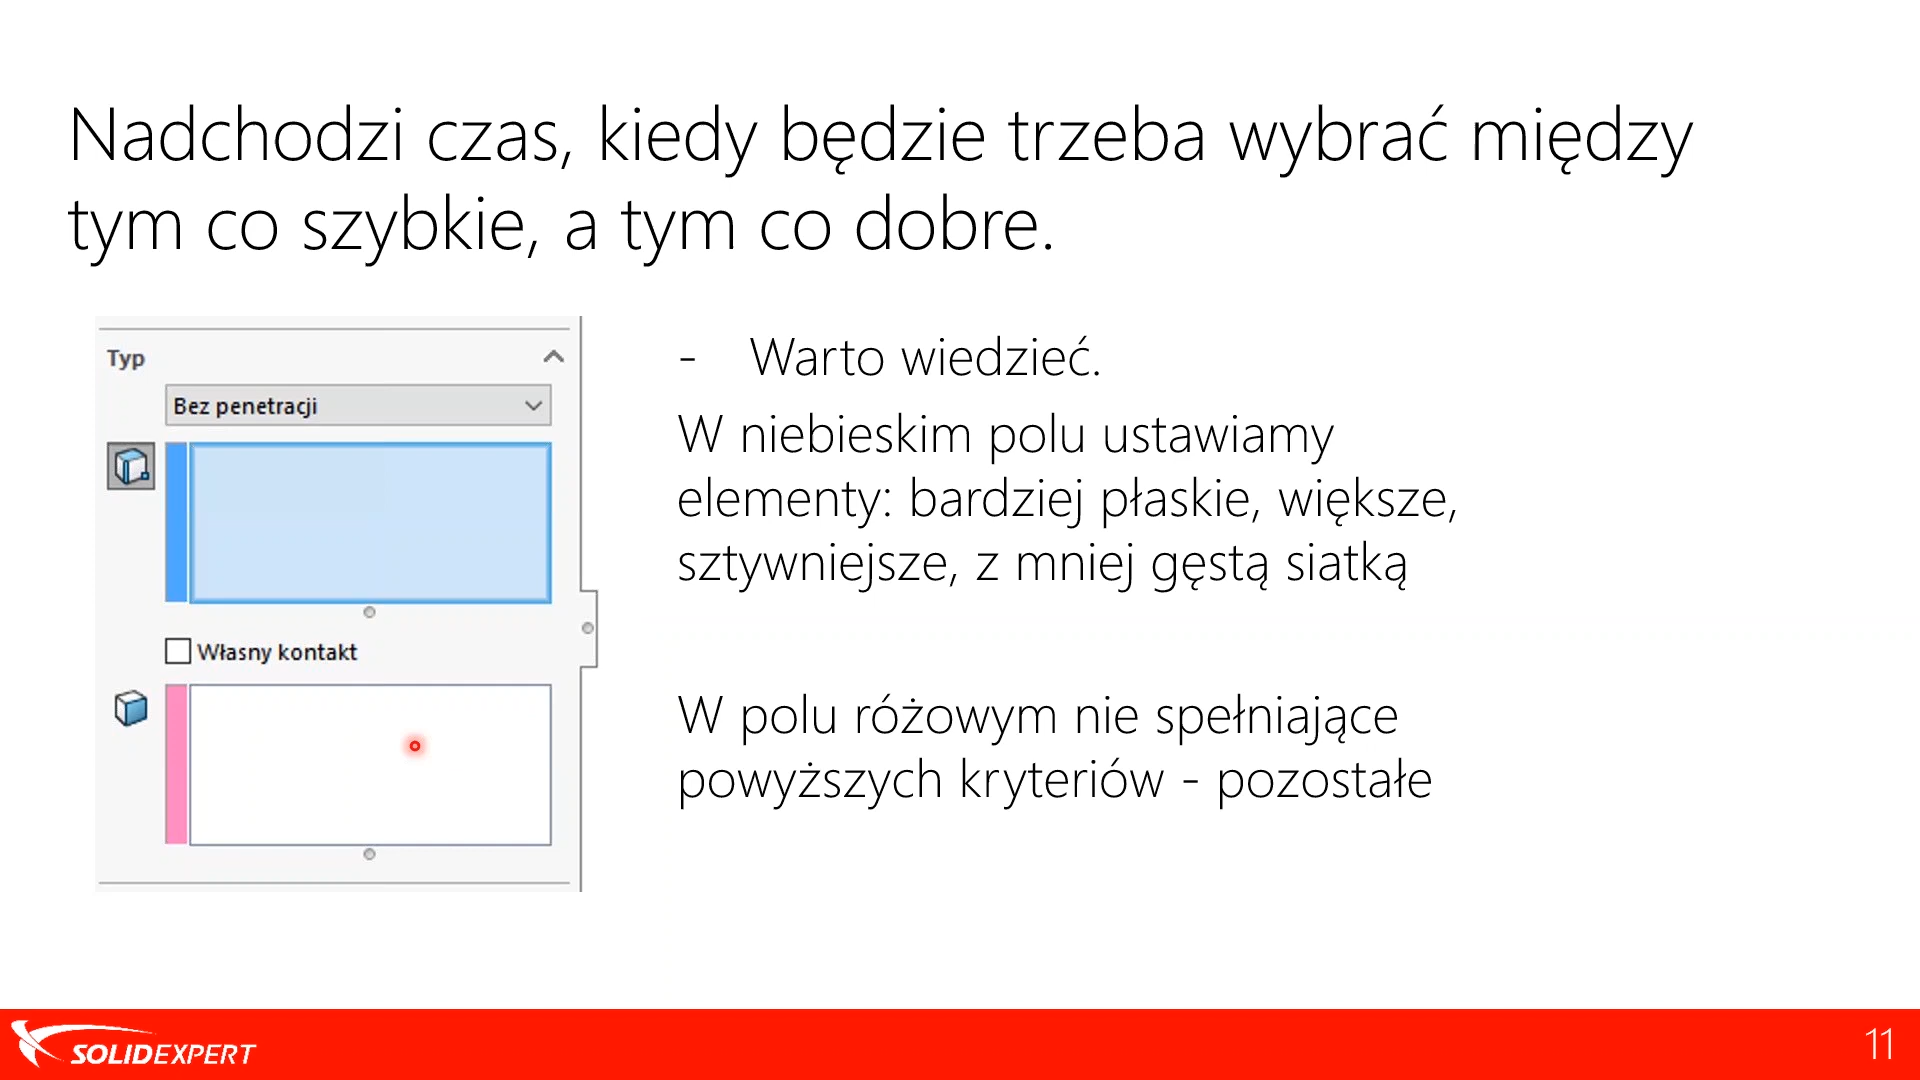 Nadchodzi czas, kiedy będzie trzeba wybrać między
tym co szybkie, a tym co dobre.
Typ
Bez penetracji
Własny kontakt
- Warto wiedzieć.
W niebieskim polu ustawiamy
elementy: bardziej płaskie, większe,
sztywniejsze, z mniej gęstą siatką
W polu różowym nie spełniające
powyższych kryteriów - pozostałe
SOLIDEXPERT
11